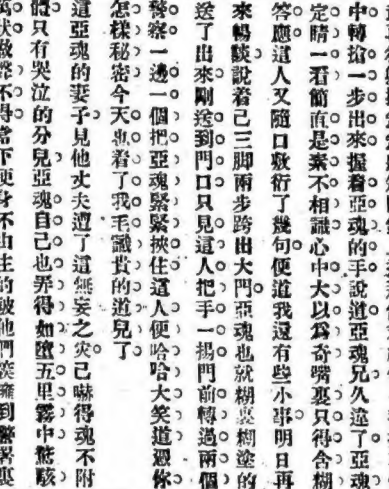 中轉搶一步出來握着亞魂的手說道亞魂兄久違了亞魂
定睛一看簡直是素不相識心中大以爲奇嘴裏只得含糊
答應這人又隨口敷衍了幾句便道我還有些小事明日再
來暢談說着已三脚兩步跨出大門亞魂也就糊裏糊塗的
送了出來剛送到門口只見這人把手一揚門前轉過兩個
警察一邊一個把亞魂緊緊挾住這人便哈哈大笑道憑你
怎樣秘密今天也着了我毛識貴的道兒了
這亞魂的妻子見他丈夫遭了這無妄之灾已嚇得魂不附
體只有哭泣的分兒亞魂自己也弄得如墮五里霧中驚駭
萬狀救終不得當下便身不由主的被他們簇擁到警署裏